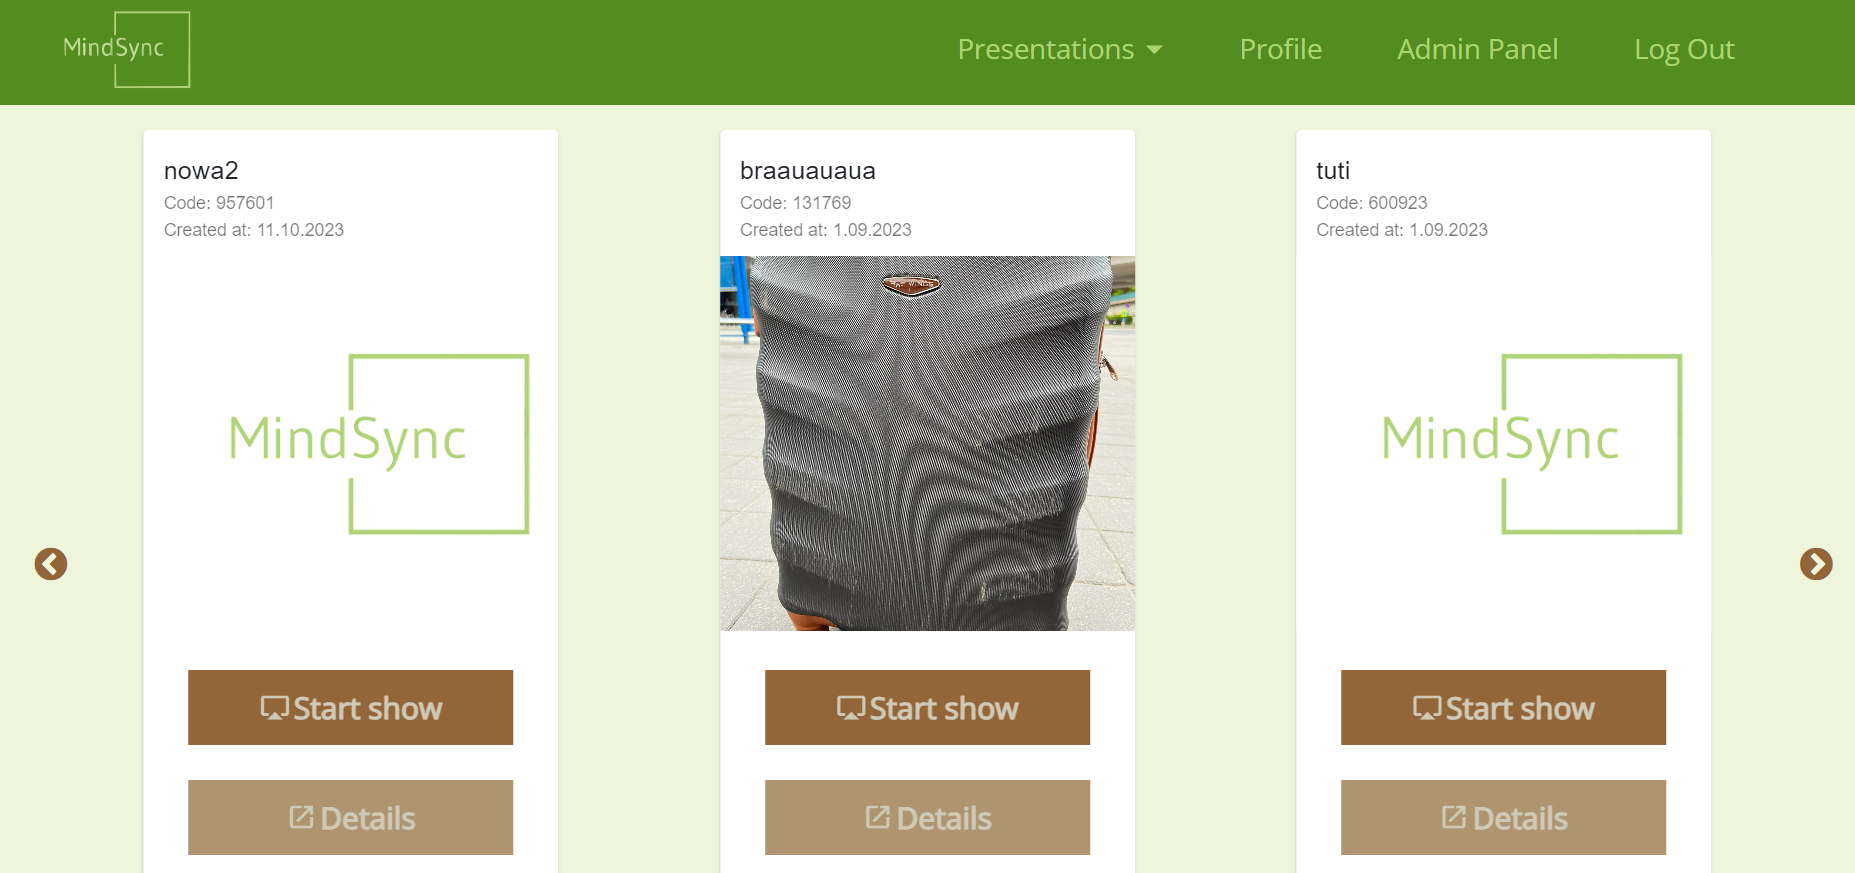 MindSync
Presentations
Profile
Admin Panel
Log Out
nowa2
Code: 957601
Created at: 11.10.2023
MindSync
Start show
Details
braauauaua
Code: 131769
Created at: 1.09.2023
Start show
Details
tuti
Code: 600923
Created at: 1.09.2023
MindSync
Start show
Details